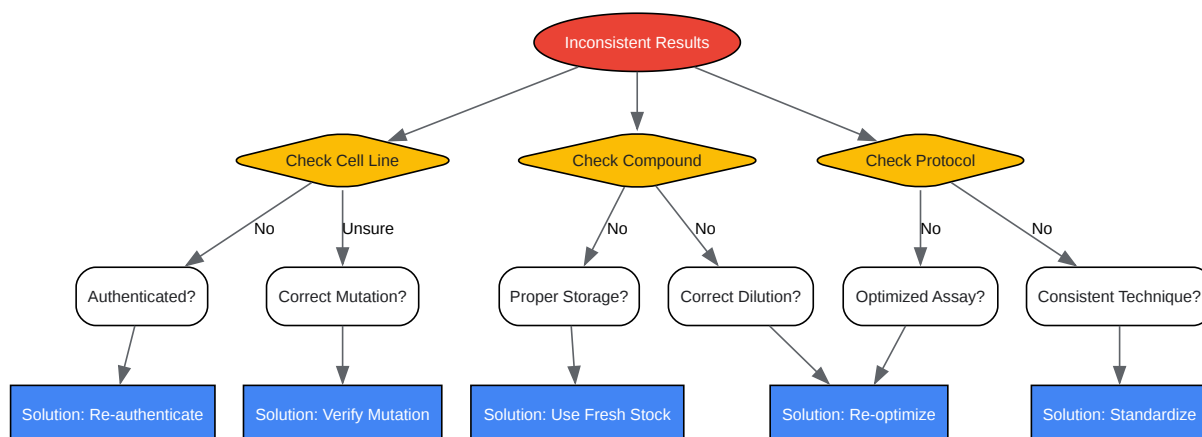 Inconsistent Results
Check Cell Line
Check Compound
Check Protocol
No
Unsure
No
No
No
No
Authenticated?
Correct Mutation?
Proper Storage?
Correct Dilution?
Optimized Assay?
Consistent Technique?
Solution: Re-authenticate
Solution: Verify Mutation
Solution: Use Fresh Stock
Solution: Re-optimize
Solution: Standardize